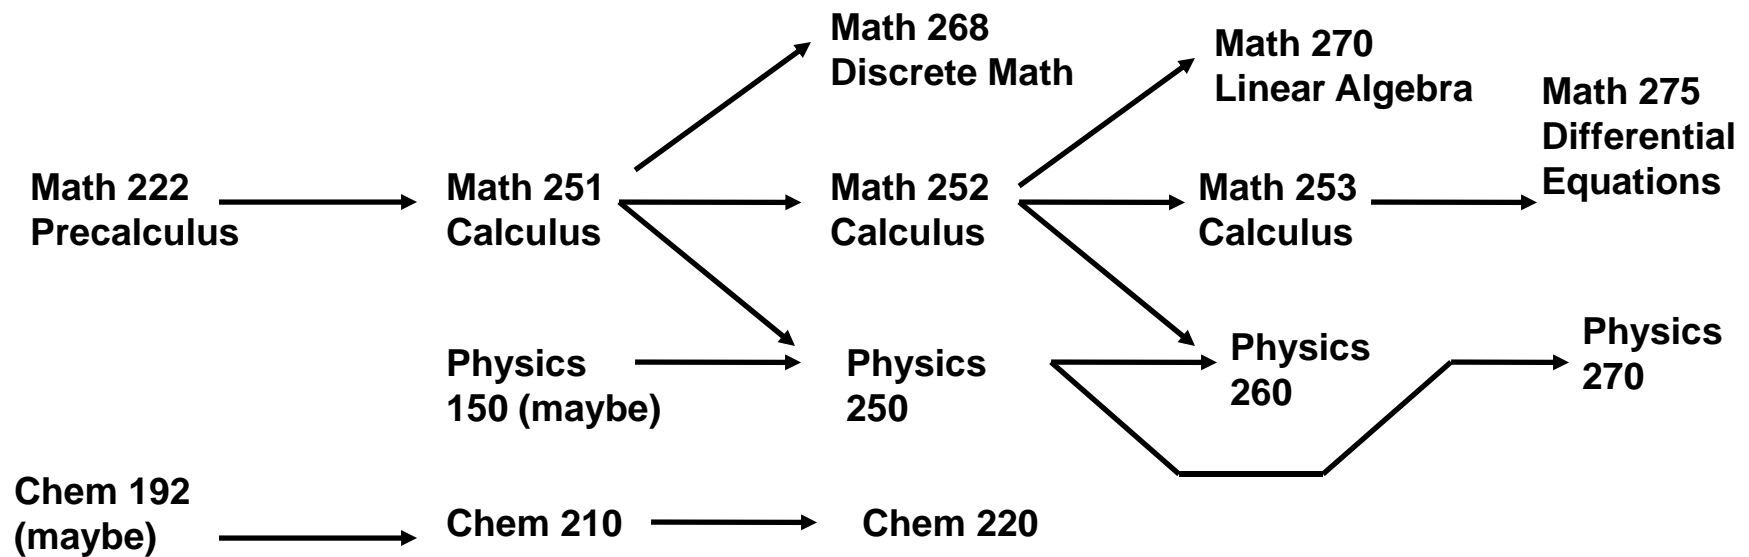 Math 268
Discrete Math
Math 270
Linear Algebra
Math 275
Differential
Equations
Math 222
Precalculus
Math 251
Calculus
Math 252
Calculus
Math 253
Calculus
Physics
150 (maybe)
Physics
250
Physics
260
Physics
270
Chem 192
(maybe)
Chem 210
Chem 220